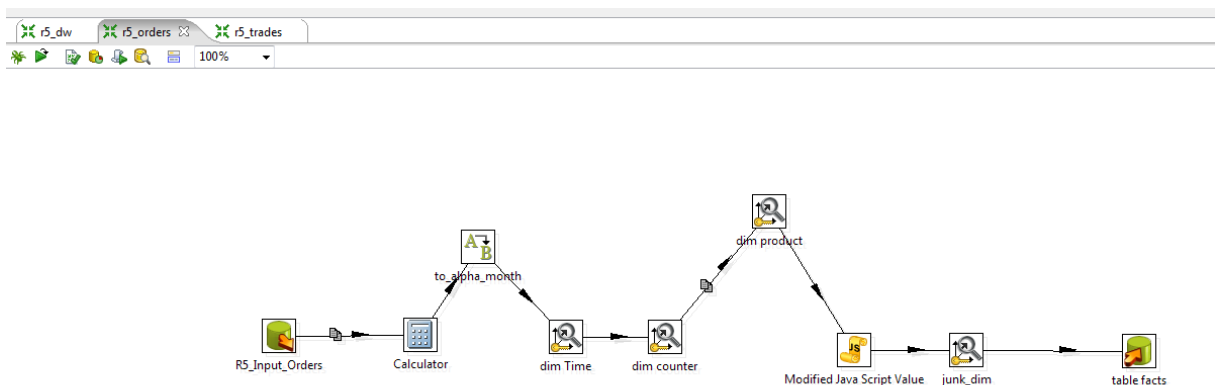 r5_dw
r5_orders
r5_trades
100%
dim product
A
B
to_alpha_month
R5_Input_Orders
Calculator
dim Time
dim counter
JS
Modified Java Script Value
junk_dim
table facts